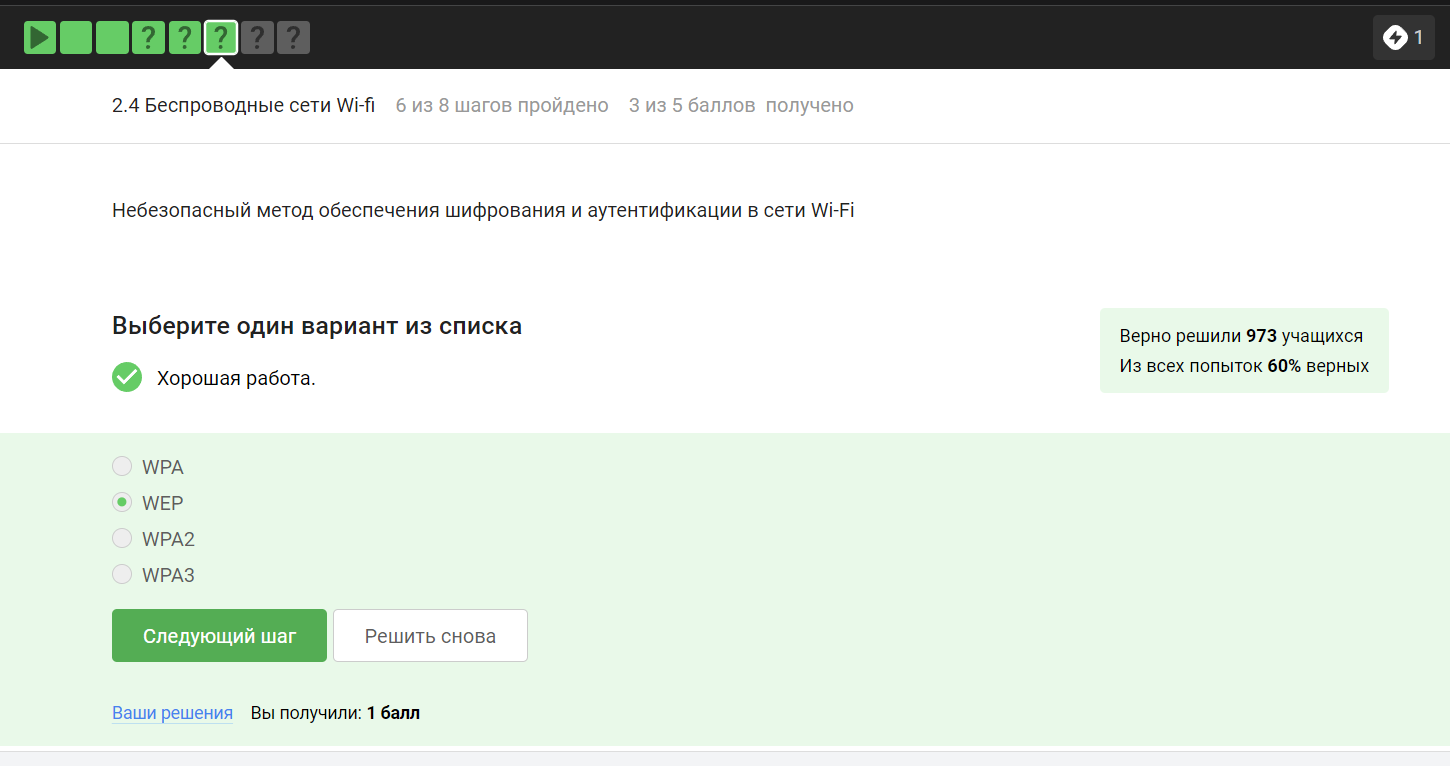 ? ? ? ? ?
1
2.4 Беспроводные сети Wi-fi 6 из 8 шагов пройдено 3 из 5 баллов получено
Небезопасный метод обеспечения шифрования и аутентификации в сети Wi-Fi
Выберите один вариант из списка
Хорошая работа.
Верно решили 973 учащихся
Из всех попыток 60% верных
WPA
WEP
WPA2
WPA3
Следующий шаг Решить снова
Ваши решения Вы получили: 1 балл